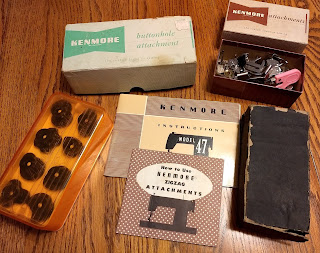 KENMORE
buttonhole
attachment
KENMORE
attachments
KENMORE
INSTRUCTIONS
MODEL
47
How to Use
KENMORE
ZIGZAG
ATTACHMENTS